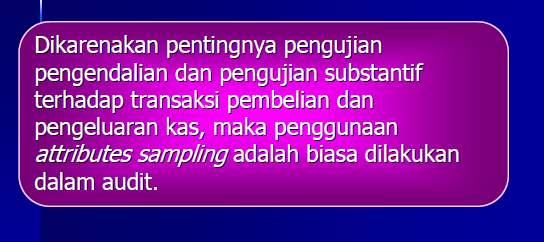 Dikarenakan pentingnya pengujian
pengendalian dan pengujian substantif
terhadap transaksi pembelian dan
pengeluaran kas, maka penggunaan
attributes sampling adalah biasa dilakukan
dalam audit.